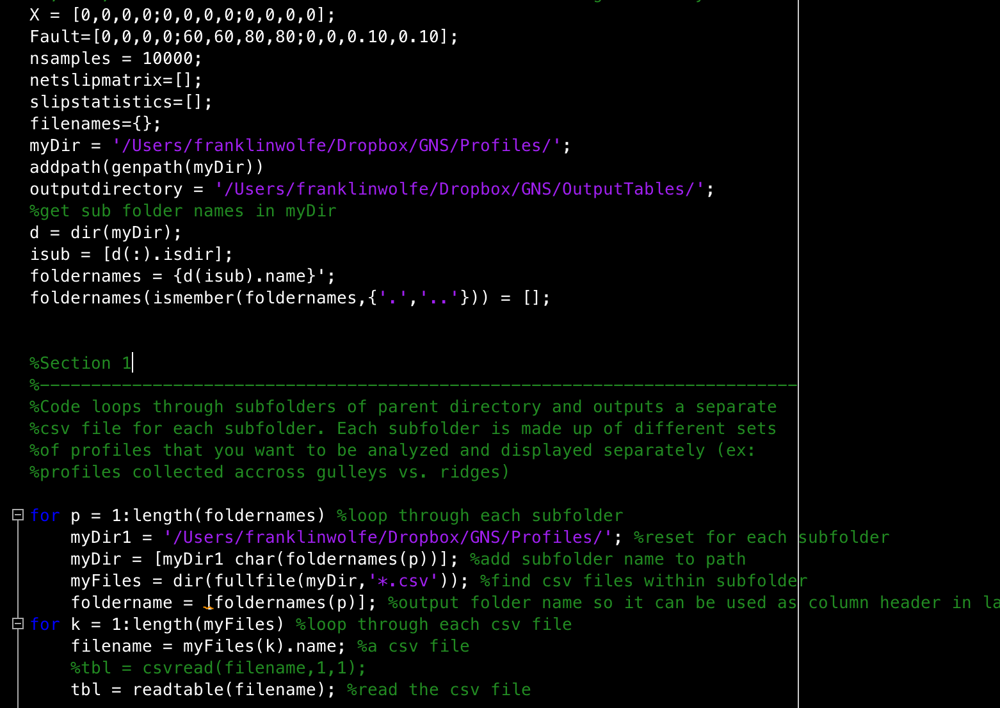 X = [0,0,0,0;0,0,0,0;0,0,0,0];
Fault=[0,0,0,0;60,60,80,80;0,0,0.10,0.10];
nsamples = 10000;
netslipmatrix=[];
slipstatistics=[];
filenames={};
myDir = '/Users/franklinwolfe/Dropbox/GNS/Profiles/';
addpath(genpath(myDir))
outputdirectory = '/Users/franklinwolfe/Dropbox/GNS/OutputTables/';
%get sub folder names in myDir
d = dir(myDir);
isub = [d(:).isdir];
foldernames = {d(isub).name}';
foldernames(ismember(foldernames,{'.','..'})) = [];
%Section 1
%--------------------------------------------------------------------------
%Code loops through subfolders of parent directory and outputs a separate
%csv file for each subfolder. Each subfolder is made up of different sets
%of profiles that you want to be analyzed and displayed separately (ex:
%profiles collected accross gulleys vs. ridges)
for p = 1:length(foldernames) %loop through each subfolder
myDir1 = '/Users/franklinwolfe/Dropbox/GNS/Profiles/'; %reset for each subfolder
myDir = [myDir1 char(foldernames(p))]; %add subfolder name to path
myFiles = dir(fullfile(myDir,'*.csv')); %find csv files within subfolder
foldername = [foldernames(p)]; %output folder name so it can be used as column header in la
for k = 1:length(myFiles) %loop through each csv file
filename = myFiles(k).name; %a csv file
%tbl = csvread(filename,1,1);
tbl = readtable(filename); %read the csv file